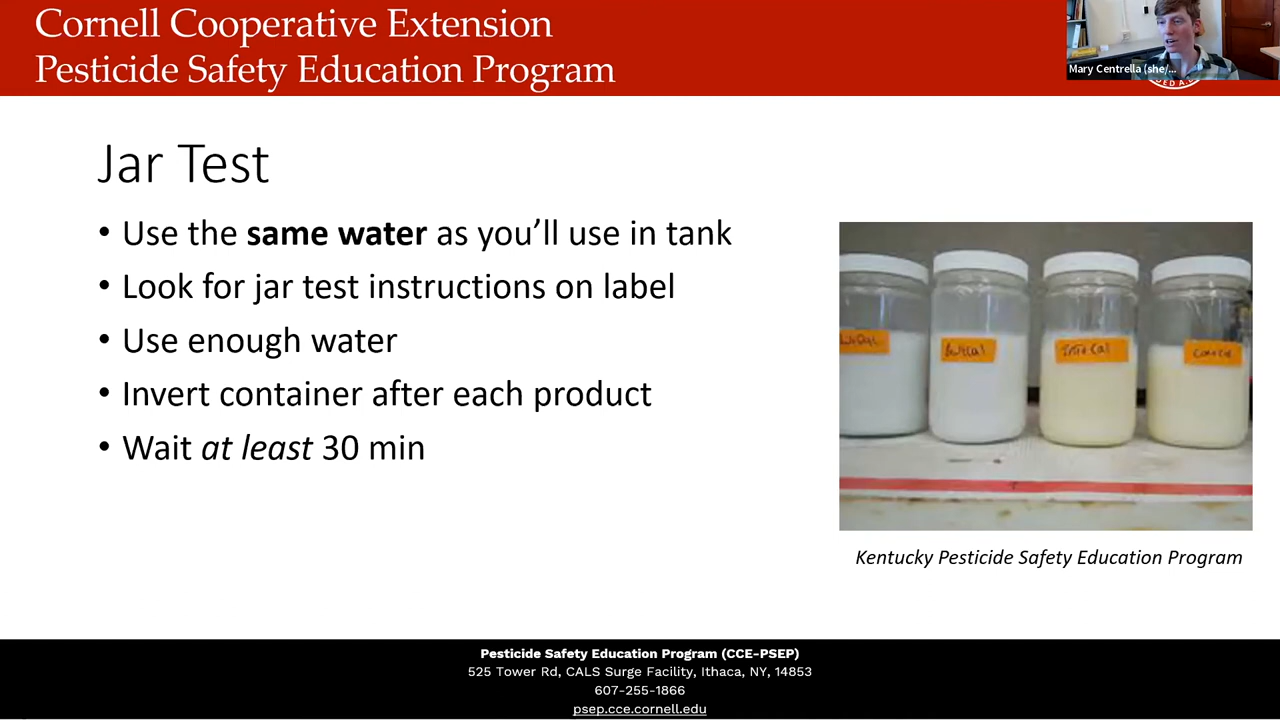 Cornell Cooperative Extension
Pesticide Safety Education Program
Mary Centrella (she/...
Jar Test
• Use the same water as you’ll use in tank
• Look for jar test instructions on label
• Use enough water
• Invert container after each product
• Wait at least 30 min
Kentucky Pesticide Safety Education Program
Pesticide Safety Education Program (CCE-PSEP)
525 Tower Rd, CALS Surge Facility, Ithaca, NY, 14853
607-255-1866
psep.cce.cornell.edu